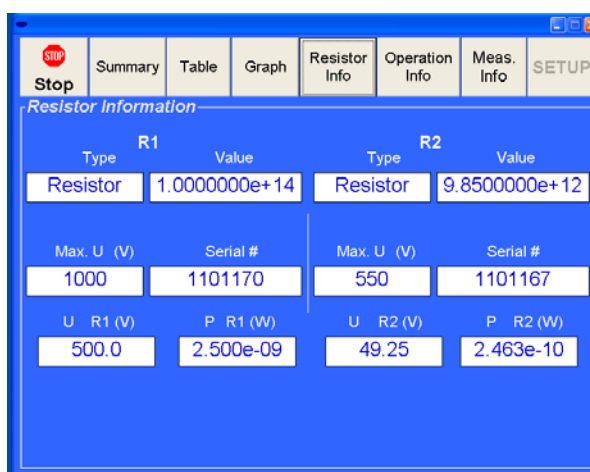 STOP
Stop Summary Table Graph Resistor Info Operation Info Meas. Info SETUP
Resistor Information
R1 R2
Type Value Type Value
Resistor 1.0000000e+14 Resistor 9.8500000e+12
Max. U (V) Serial # Max. U (V) Serial #
1000 1101170 550 1101167
U R1 (V) P R1 (W) U R2 (V) P R2 (W)
500.0 2.500e-09 49.25 2.463e-10